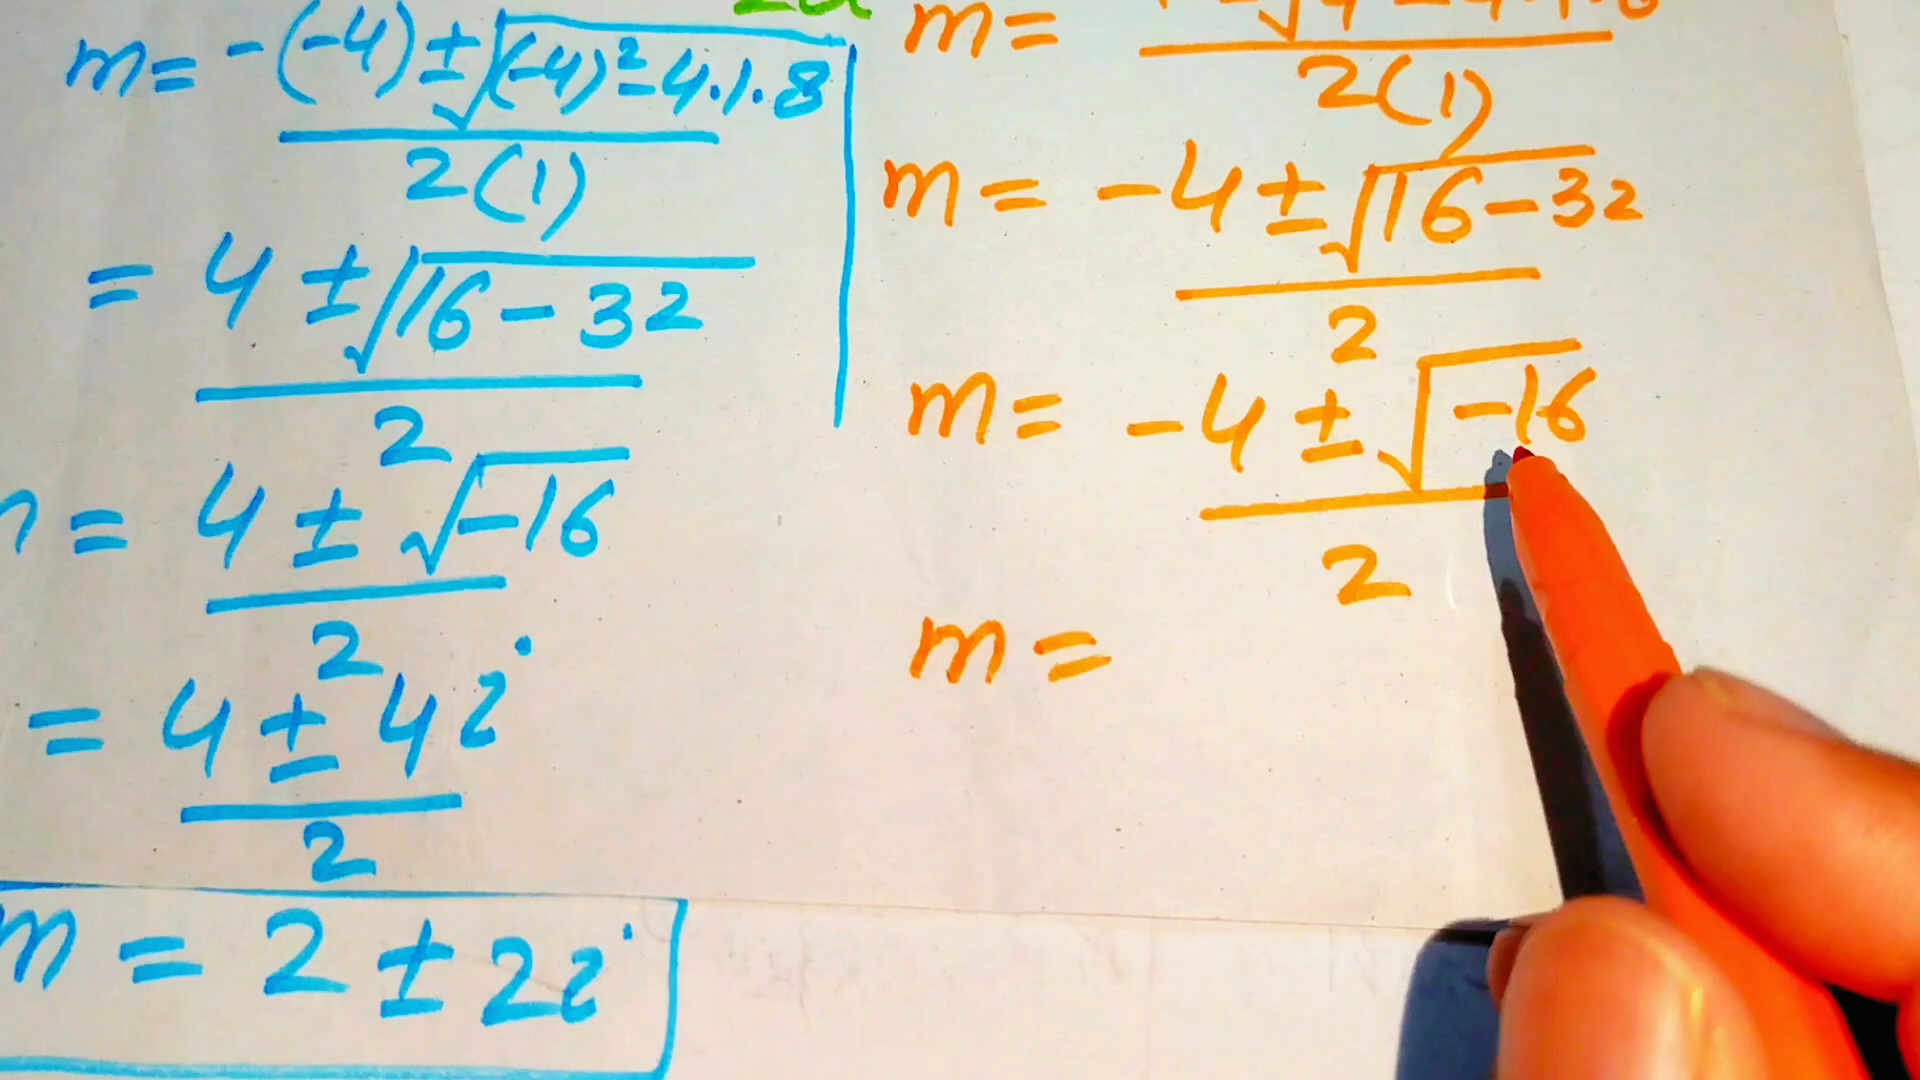 2a
m = -(-4) ± √(-4)² - 4.1.8
2(1)
= 4 ± √16 - 32
2
= 4 ± √-16
2
= 4 ± 4i
2
m = 2 ± 2i
m =
2(1)
m = -4 ± √16 - 32
2
m = -4 ± √-16
2
m =